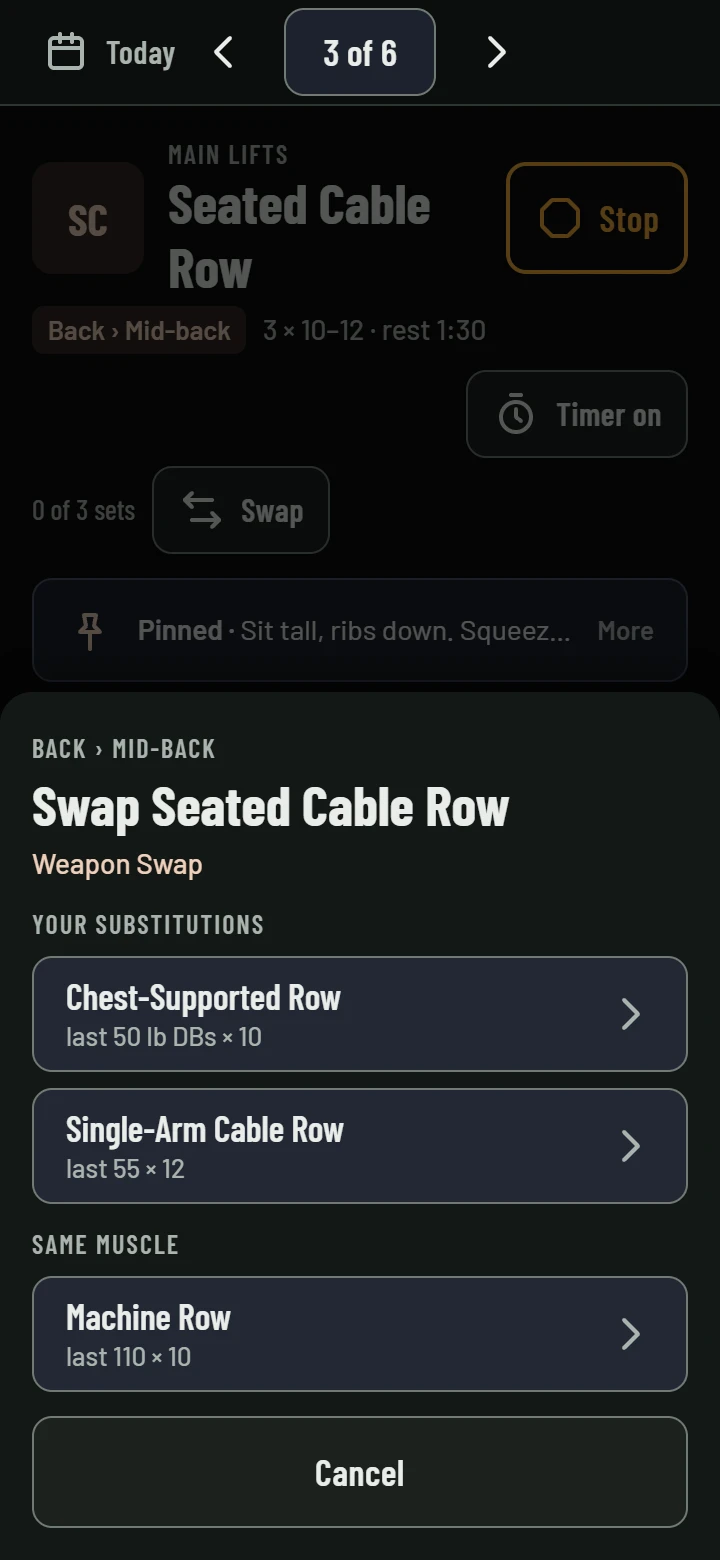 Today
3 of 6
MAIN LIFTS
SC
Seated Cable
Row
Stop
Back › Mid-back
3 × 10–12 · rest 1:30
Timer on
0 of 3 sets
Swap
Pinned · Sit tall, ribs down. Squeez...
More
BACK › MID-BACK
Swap Seated Cable Row
Weapon Swap
YOUR SUBSTITUTIONS
Chest-Supported Row
last 50 lb DBs × 10
Single-Arm Cable Row
last 55 × 12
SAME MUSCLE
Machine Row
last 110 × 10
Cancel